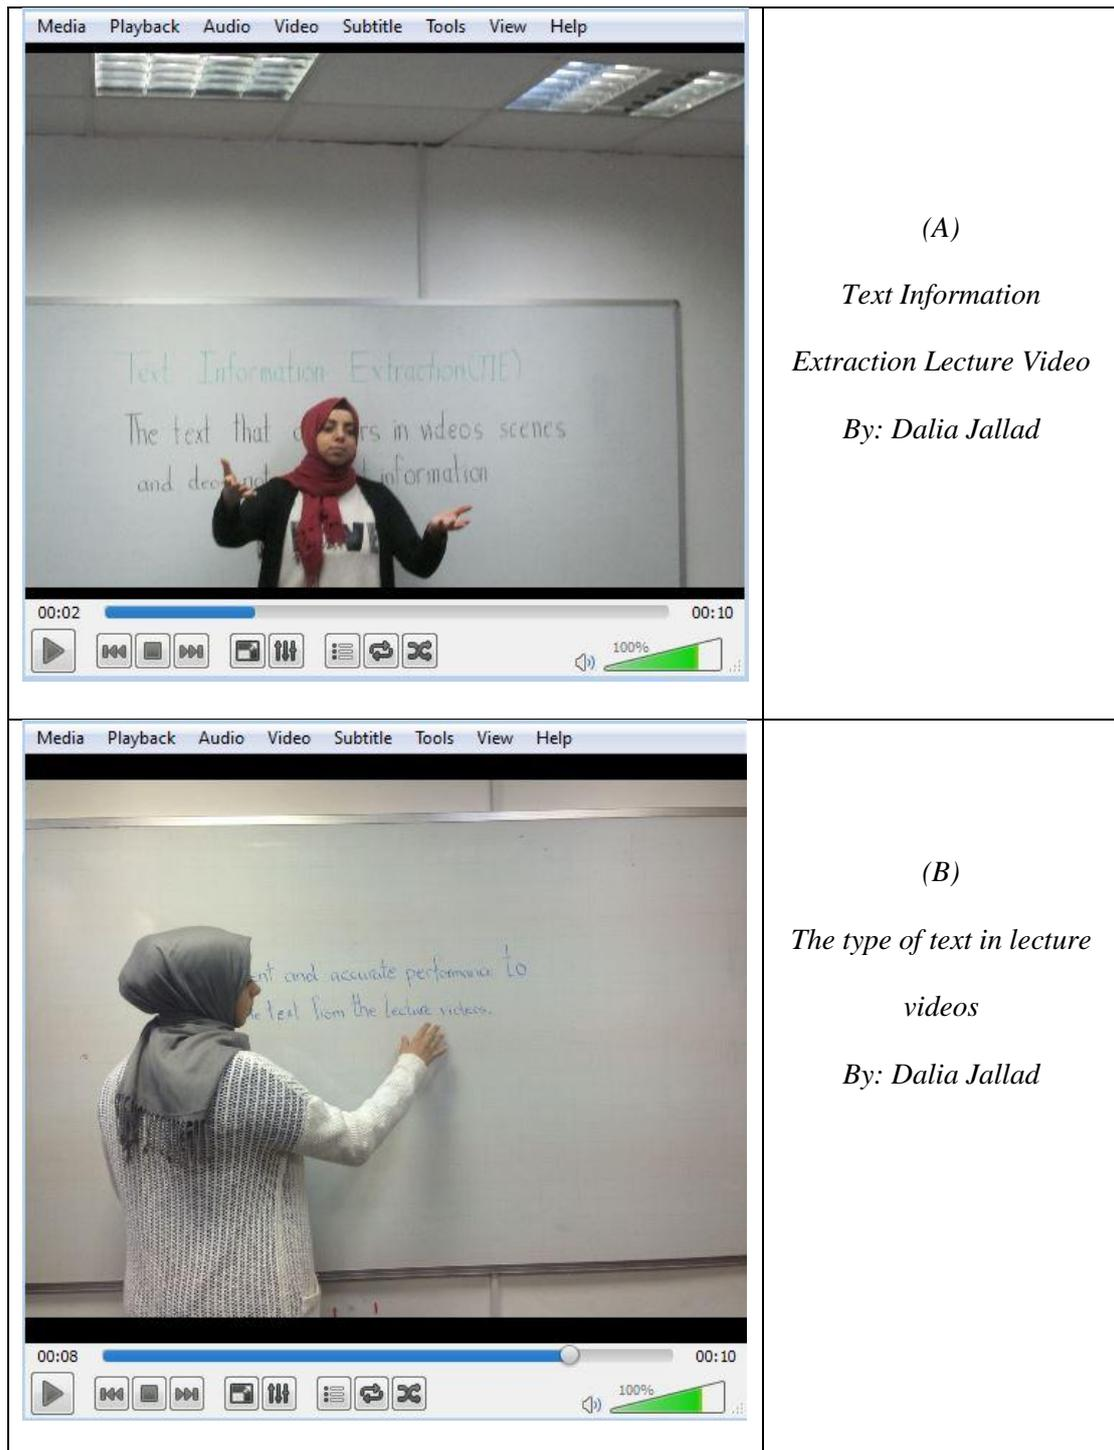 Media Playback Audio Video Subtitle Tools View Help
Text Information Extraction(TIE)
The text that rs in videos scenes
and information
00:02 00:10
100%
(A)
Text Information
Extraction Lecture Video
By: Dalia Jallad
Media Playback Audio Video Subtitle Tools View Help
ent and accurate performance to
text from the lecture videos.
00:08 00:10
100%
(B)
The type of text in lecture
videos
By: Dalia Jallad